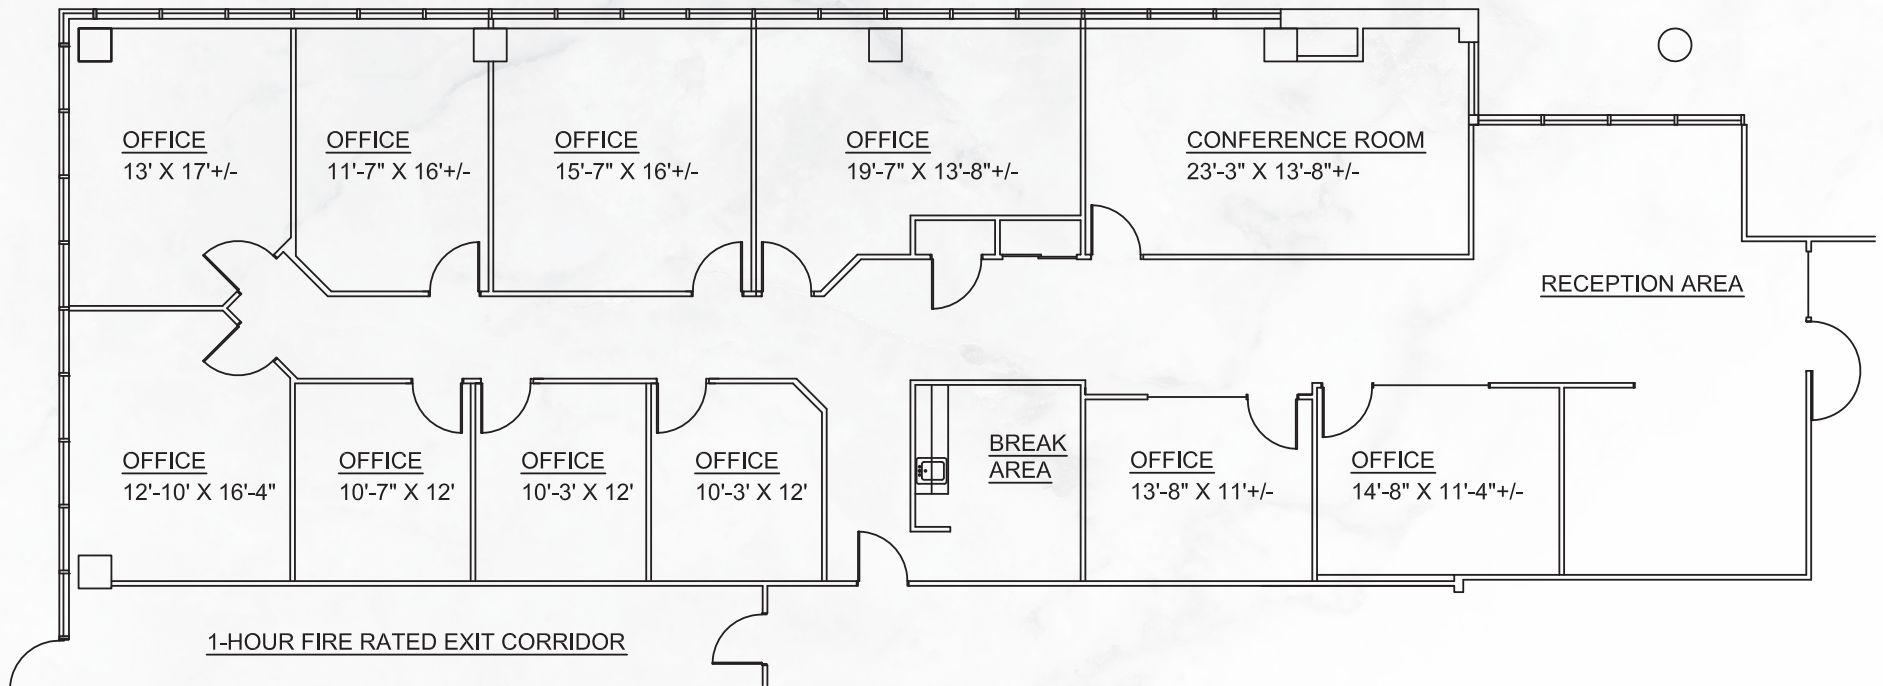 OFFICE
13' X 17'+/-
OFFICE
11'-7" X 16'+/-
OFFICE
15'-7" X 16'+/-
OFFICE
19'-7" X 13'-8"+/-
CONFERENCE ROOM
23'-3" X 13'-8"+/-
RECEPTION AREA
OFFICE
12'-10' X 16'-4"
OFFICE
10'-7" X 12'
OFFICE
10'-3' X 12'
OFFICE
10'-3' X 12'
BREAK
AREA
OFFICE
13'-8" X 11'+/-
OFFICE
14'-8" X 11'-4"+/-
1-HOUR FIRE RATED EXIT CORRIDOR